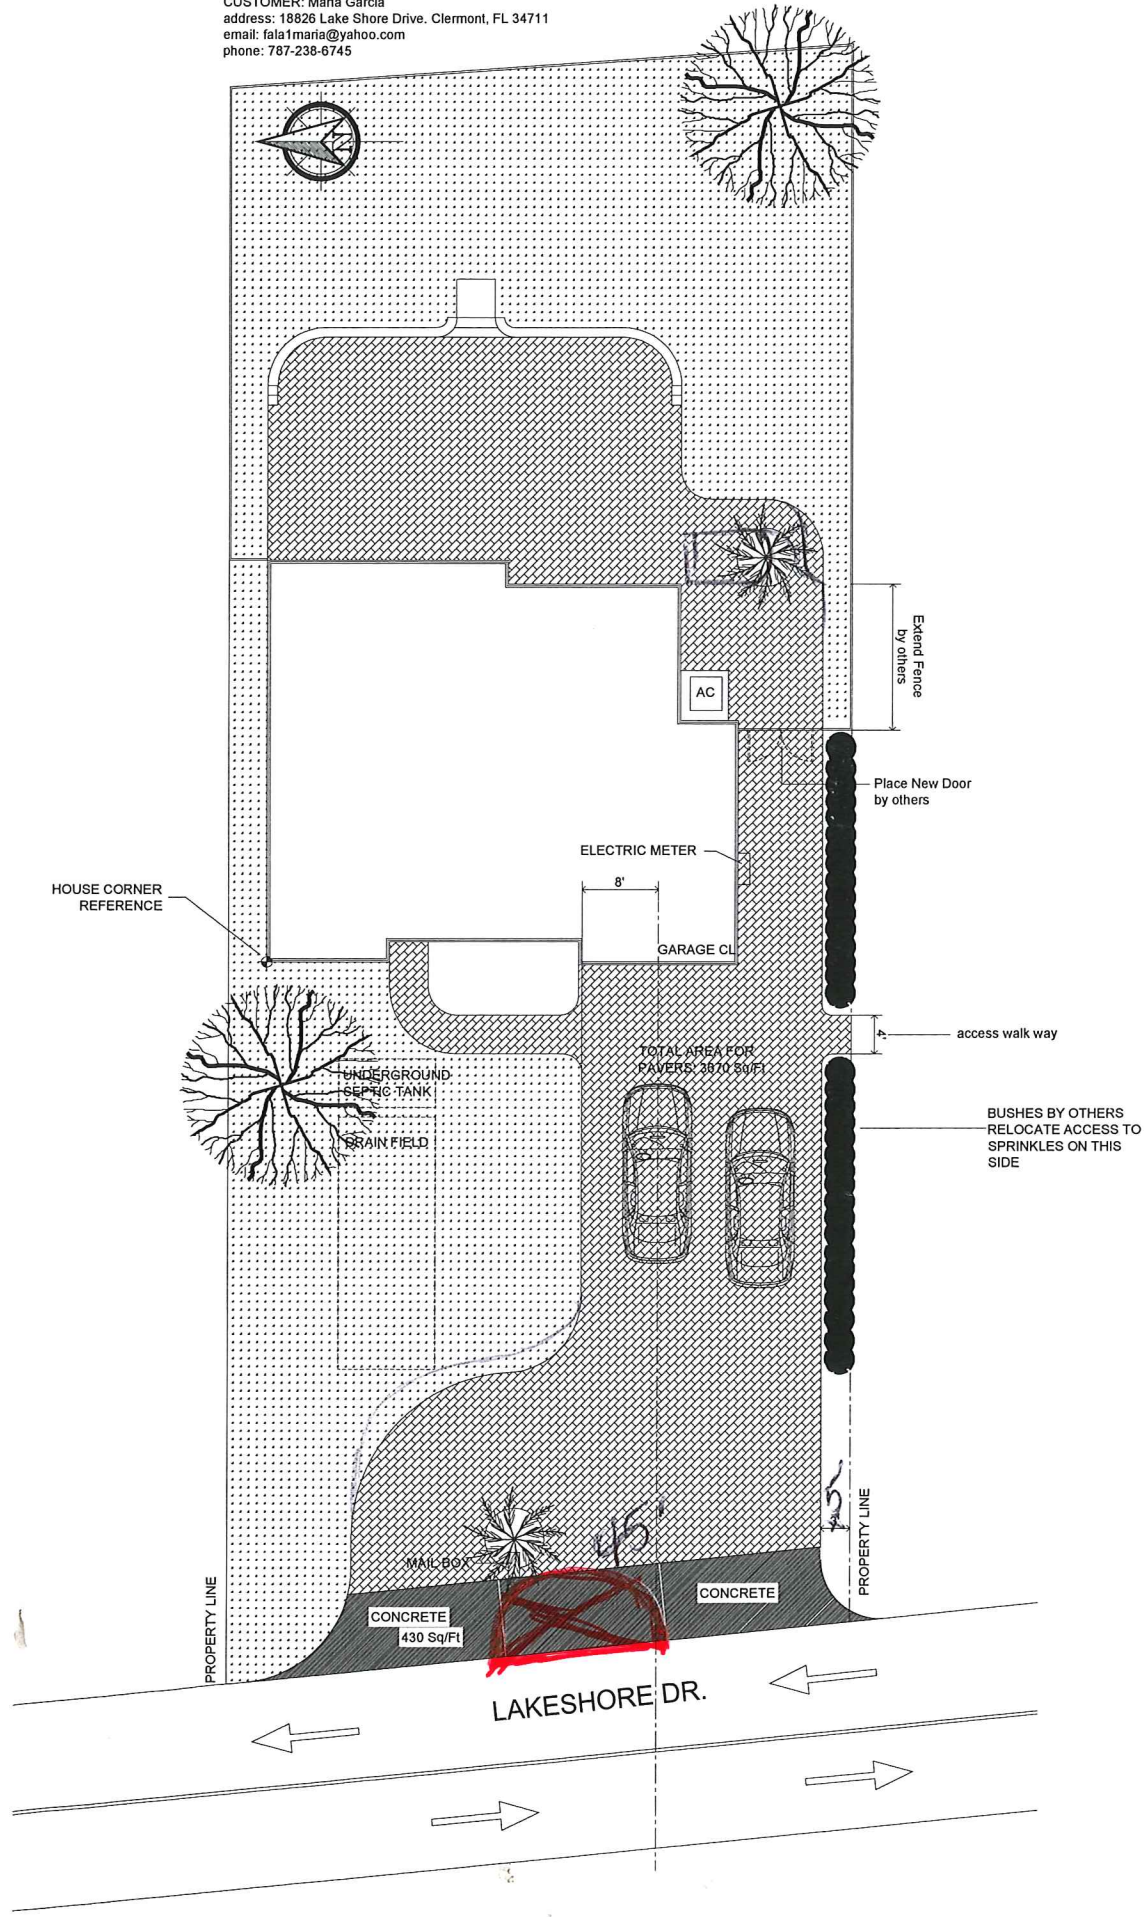 CUSTOMER: Maria Garcia
address: 18826 Lake Shore Drive. Clermont, FL 34711
email: fala1maria@yahoo.com
phone: 787-238-6745
Extend Fence
by others
AC
Place New Door
by others
ELECTRIC METER
8'
HOUSE CORNER
REFERENCE
GARAGE CL
4'
access walk way
TOTAL AREA FOR
PAVERS: 3870 Sq/Ft
UNDERGROUND
SEPTIC TANK
BUSHES BY OTHERS
RELOCATE ACCESS TO
SPRINKLES ON THIS
SIDE
DRAIN FIELD
45'
MAIL BOX
PROPERTY LINE
PROPERTY LINE
CONCRETE
CONCRETE
430 Sq/Ft
LAKESHORE DR.